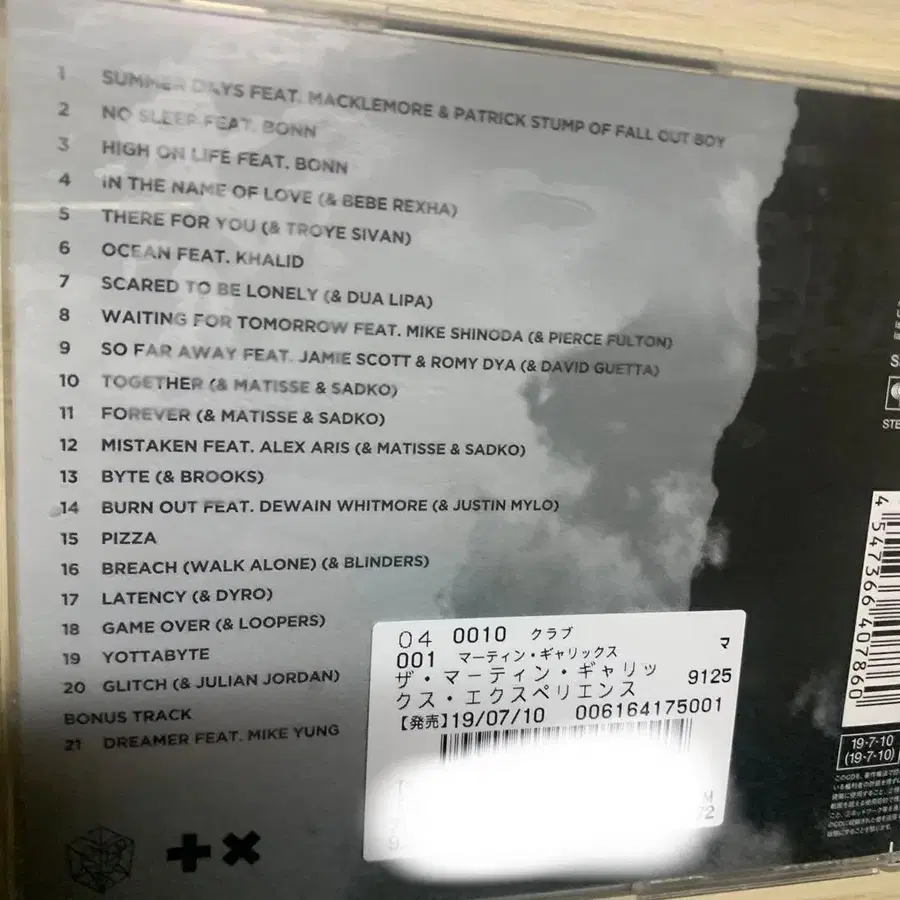 1 SUMMER DAYS FEAT. MACKLEMORE & PATRICK STUMP OF FALL OUT BOY
2 NO SLEEP FEAT. BONN
3 HIGH ON LIFE FEAT. BONN
4 IN THE NAME OF LOVE (& BEBE REXHA)
5 THERE FOR YOU (& TROYE SIVAN)
6 OCEAN FEAT. KHALID
7 SCARED TO BE LONELY (& DUA LIPA)
8 WAITING FOR TOMORROW FEAT. MIKE SHINODA (& PIERCE FULTON)
9 SO FAR AWAY FEAT. JAMIE SCOTT & ROMY DYA (& DAVID GUETTA)
10 TOGETHER (& MATISSE & SADKO)
11 FOREVER (& MATISSE & SADKO)
12 MISTAKEN FEAT. ALEX ARIS (& MATISSE & SADKO)
13 BYTE (& BROOKS)
14 BURN OUT FEAT. DEWAIN WHITMORE (& JUSTIN MYLO)
15 PIZZA
16 BREACH (WALK ALONE) (& BLINDERS)
17 LATENCY (& DYRO)
18 GAME OVER (& LOOPERS)
19 YOTTABYTE
20 GLITCH (& JULIAN JORDAN)
BONUS TRACK
21 DREAMER FEAT. MIKE YUNG
04 0010 クラブ マ
001 マーティン・ギャリックス
ザ・マーティン・ギャリッ 9125
クス・エクスペリエンス
【発売】19/07/10 006164175001
4 547366 407860
19-7-10
(19-7-10)